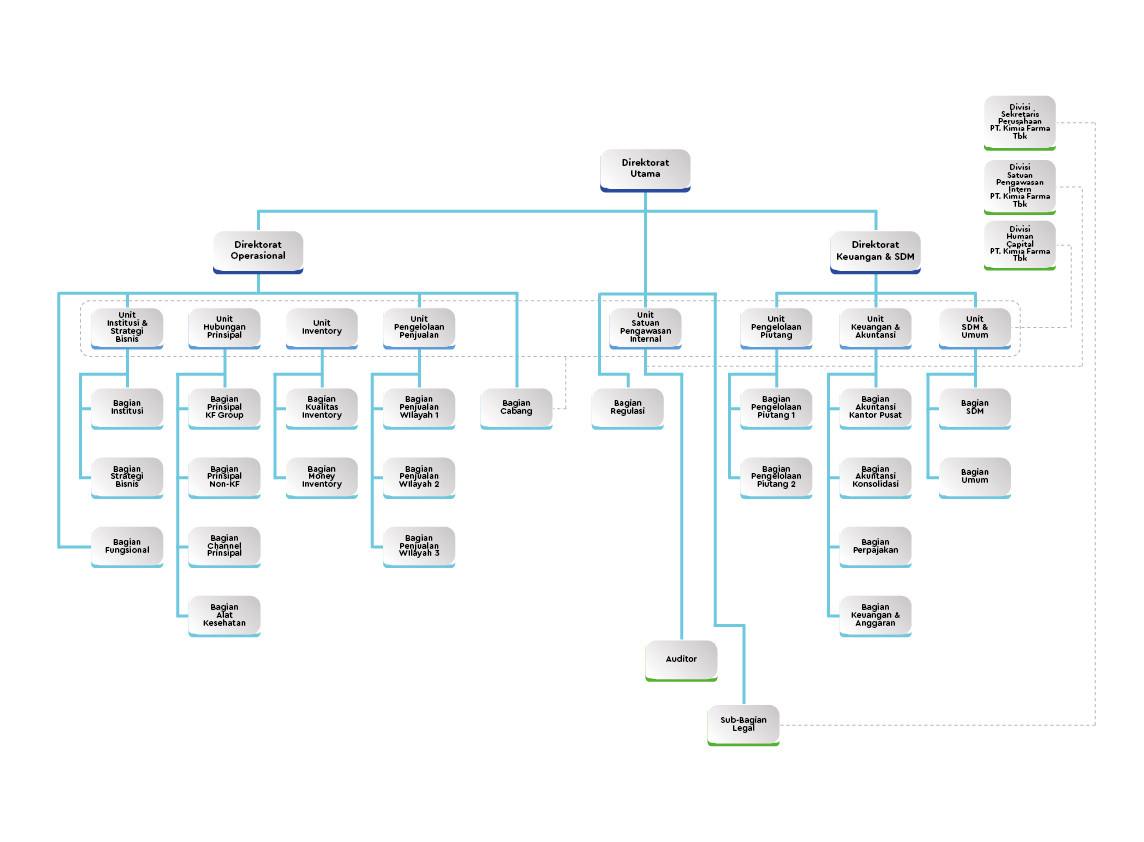 Divisi
Sekretaris
Perusahaan
PT. Kimia Farma
Tbk
Direktorat
Utama
Divisi
Satuan
Pengawasan
Intern
PT. Kimia Farma
Tbk
Direktorat
Operasional
Direktorat
Keuangan & SDM
Divisi
Human
Capital
PT. Kimia Farma
Tbk
Unit
Institusi &
Strategi
Bisnis
Unit
Hubungan
Prinsipal
Unit
Inventory
Unit
Pengelolaan
Penjualan
Unit
Satuan
Pengawasan
Internal
Unit
Pengelolaan
Piutang
Unit
Keuangan &
Akuntansi
Unit
SDM &
Umum
Bagian
Institusi
Bagian
Prinsipal
KF Group
Bagian
Kualitas
Inventory
Bagian
Penjualan
WIlayah 1
Bagian
Cabang
Bagian
Regulasi
Bagian
Pengelolaan
Piutang 1
Bagian
Akuntansi
Kantor Pusat
Bagian
SDM
Bagian
Strategi
Bisnis
Bagian
Prinsipal
Non-KF
Bagian
Money
Inventory
Bagian
Penjualan
WIlayah 2
Bagian
Pengelolaan
Piutang 2
Bagian
Akuntansi
Konsolidasi
Bagian
Umum
Bagian
Fungsional
Bagian
Channel
Prinsipal
Bagian
Penjualan
WIlayah 3
Bagian
Perpajakan
Bagian
Alat
Kesehatan
Bagian
Keuangan &
Anggaran
Auditor
Sub-Bagian
Legal